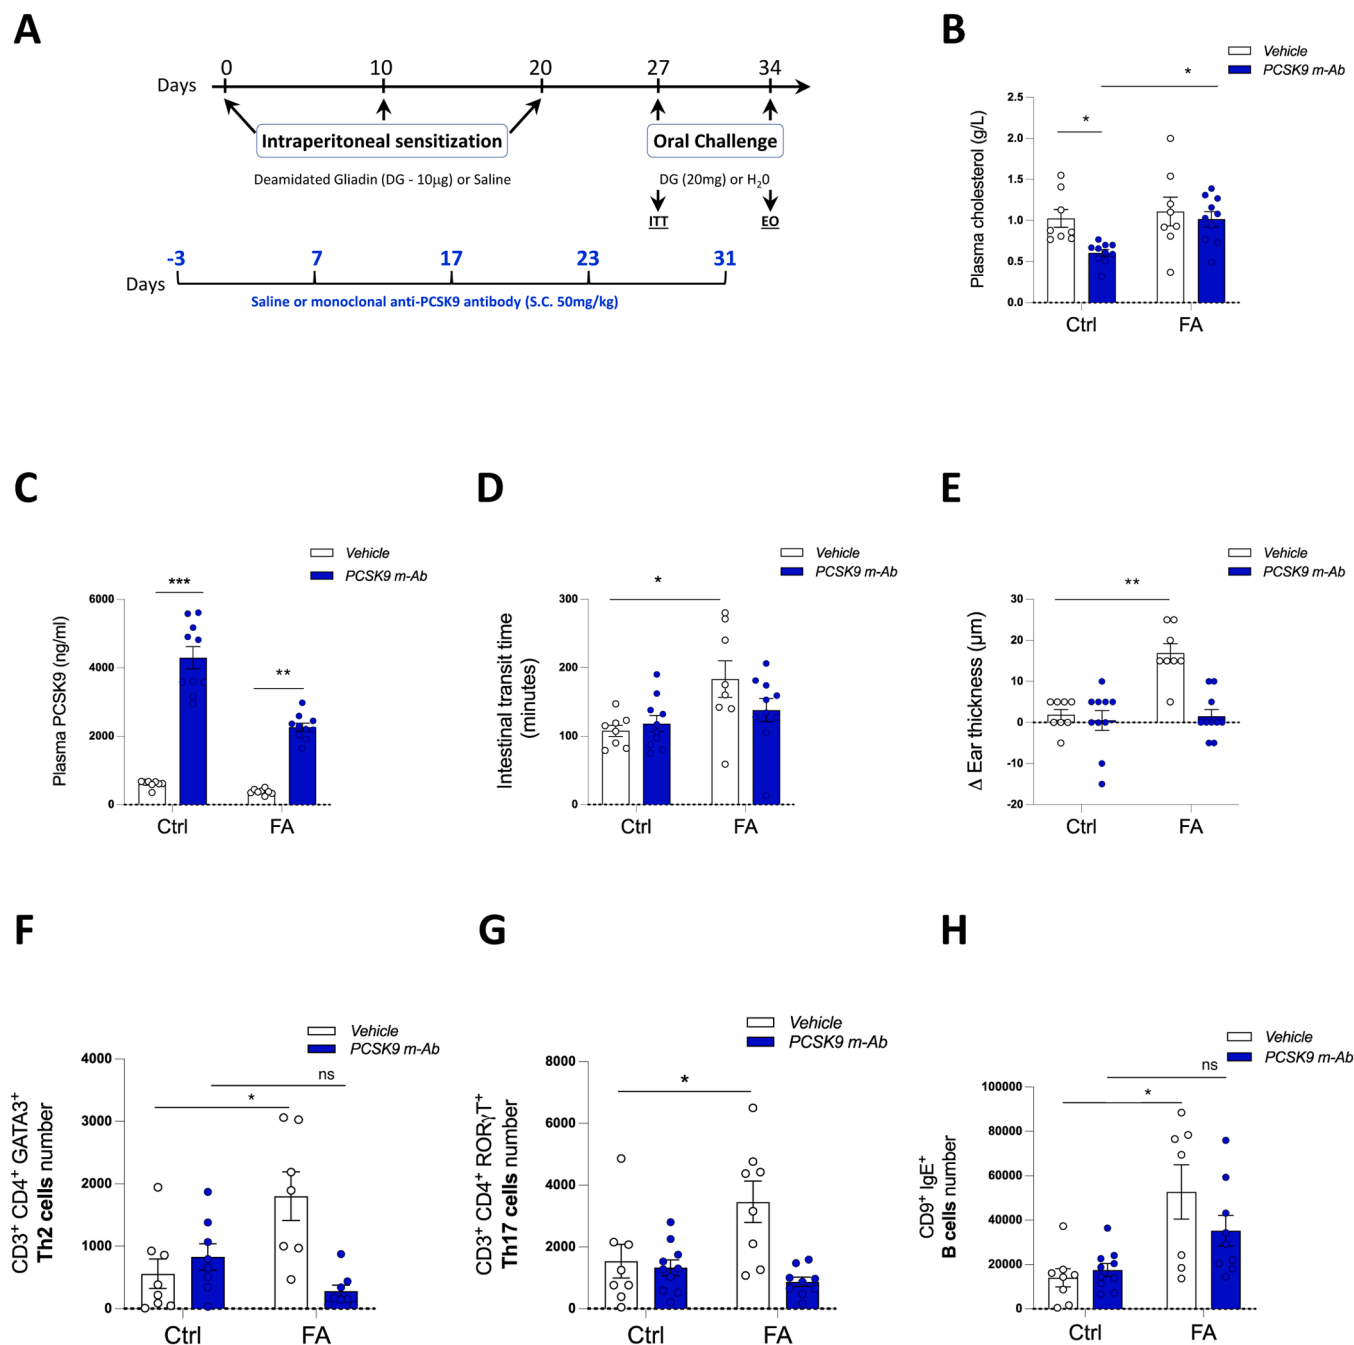 A
Days
0 10 20 27 34
Intraperitoneal sensitization
Oral Challenge
Deamidated Gliadin (DG - 10µg) or Saline
DG (20mg) or H20
ITT EO
Days
-3 7 17 23 31
Saline or monoclonal anti-PCSK9 antibody (S.C. 50mg/kg)
B
Vehicle
PCSK9 m-Ab
*
*
Plasma cholesterol (g/L)
2.5
2.0
1.5
1.0
0.5
0.0
Ctrl FA
C
Vehicle
PCSK9 m-Ab
***
**
Plasma PCSK9 (ng/ml)
6000
4000
2000
0
Ctrl FA
D
Vehicle
PCSK9 m-Ab
*
Intestinal transit time
(minutes)
300
200
100
0
Ctrl FA
E
Vehicle
PCSK9 m-Ab
**
Δ Ear thickness (µm)
30
20
10
0
-10
-20
Ctrl FA
F
Vehicle
PCSK9 m-Ab
ns
*
CD3+ CD4+ GATA3+
Th2 cells number
4000
3000
2000
1000
0
Ctrl FA
G
Vehicle
PCSK9 m-Ab
*
CD3+ CD4+ RORγT+
Th17 cells number
8000
6000
4000
2000
0
Ctrl FA
H
Vehicle
PCSK9 m-Ab
ns
*
CD9+ IgE+
B cells number
100000
80000
60000
40000
20000
0
Ctrl FA